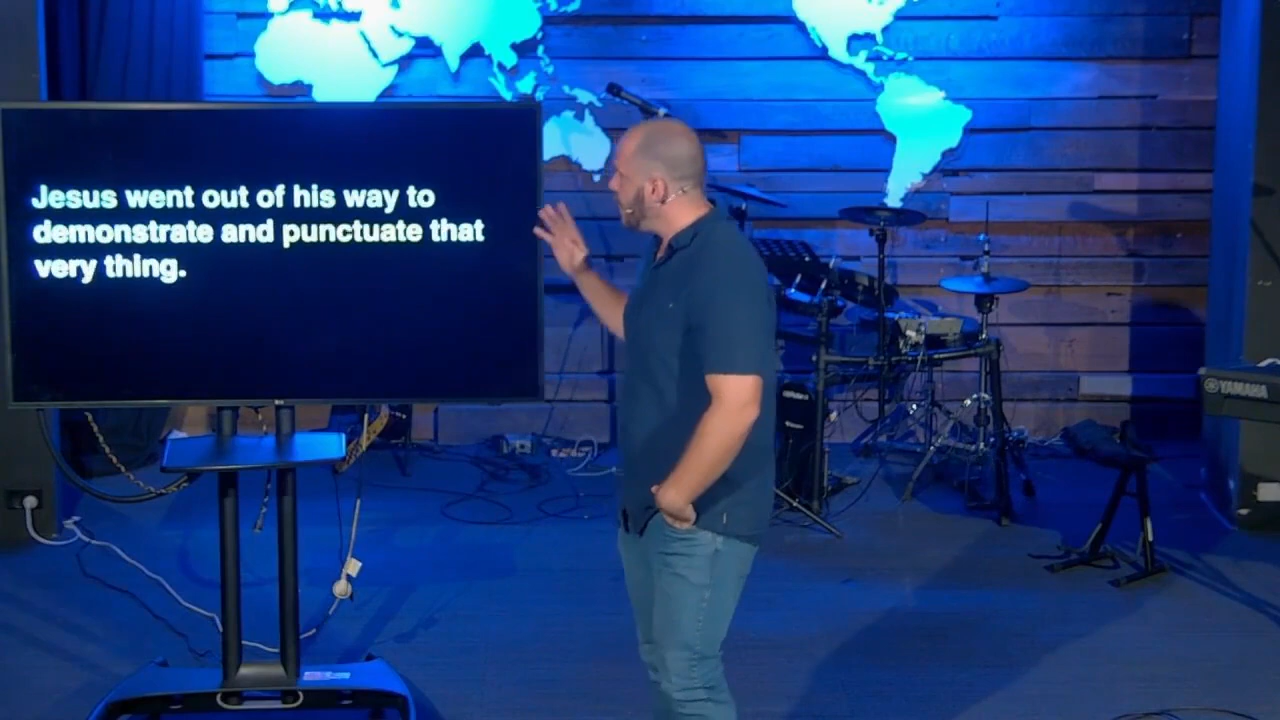 Jesus went out of his way to
demonstrate and punctuate that
very thing.
YAMAHA